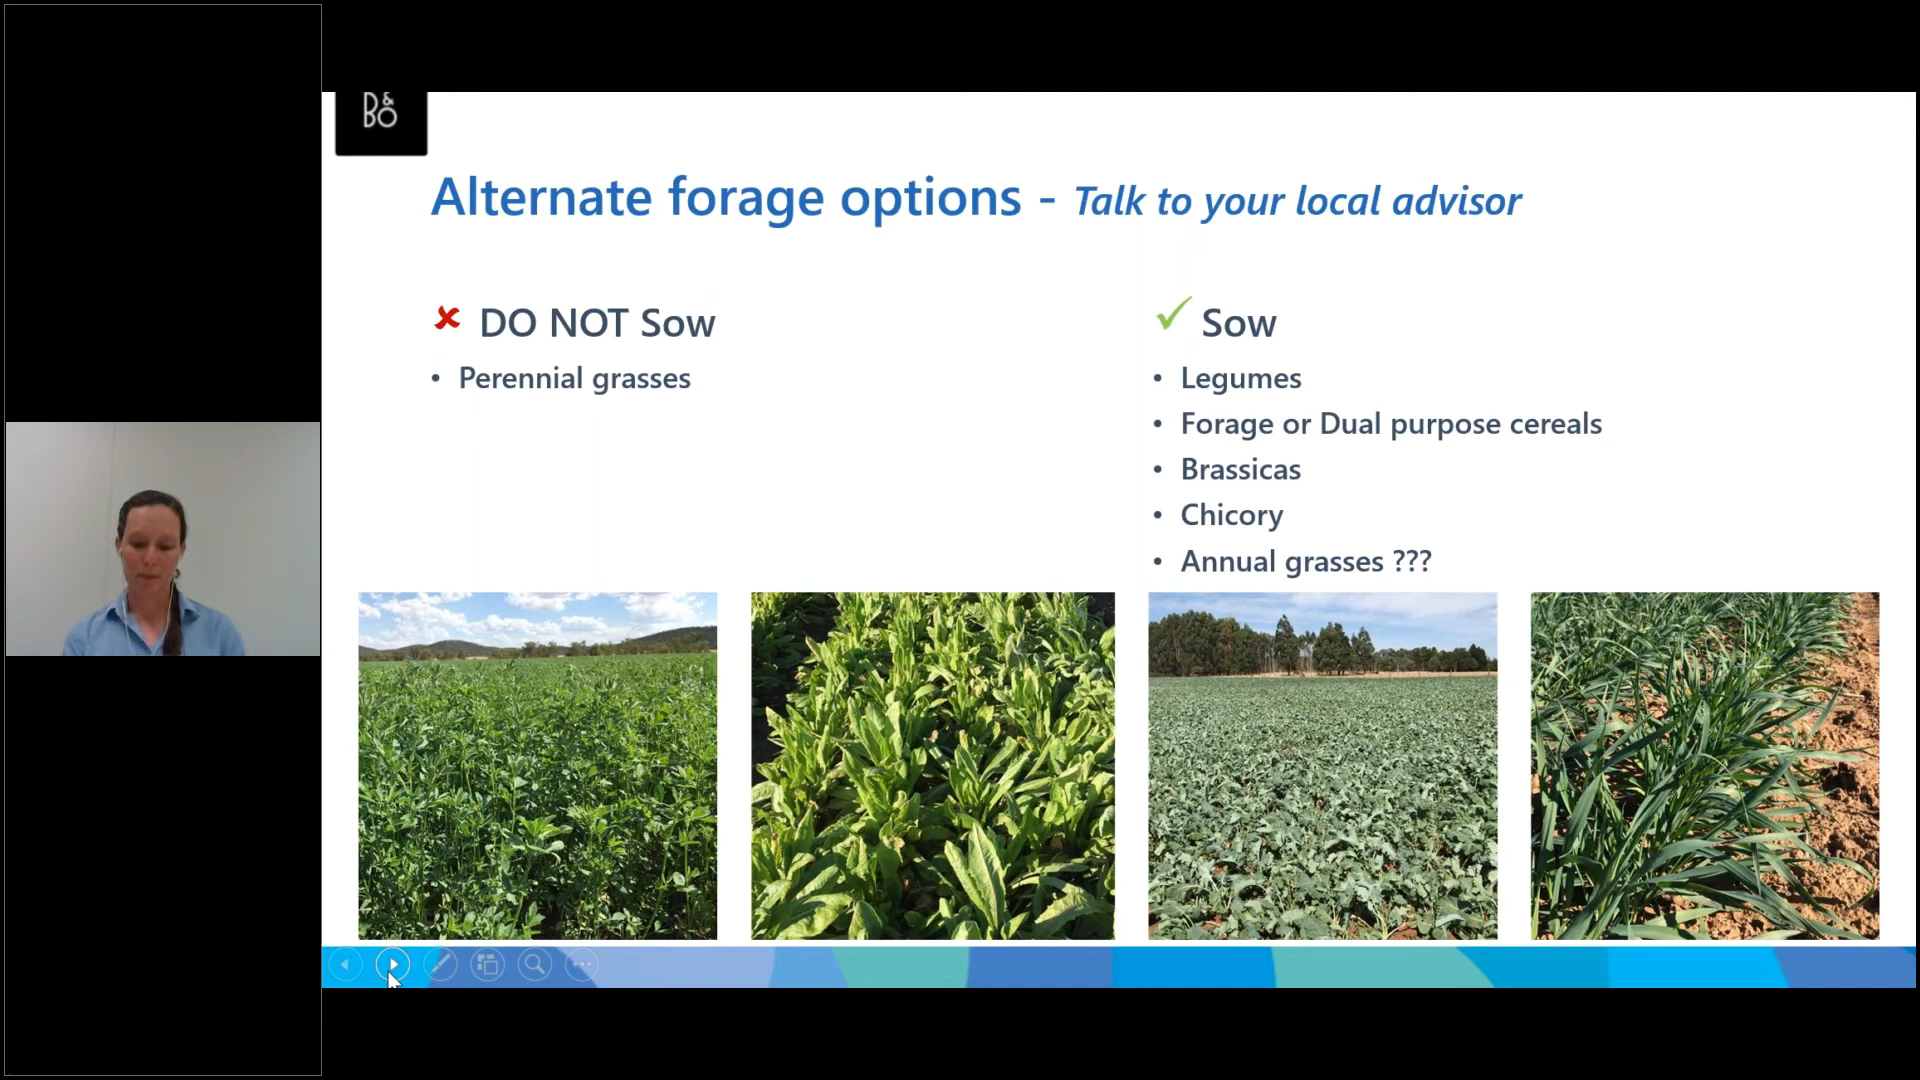 B&
BO
Alternate forage options - Talk to your local advisor
✘ DO NOT Sow
• Perennial grasses
✓ Sow
• Legumes
• Forage or Dual purpose cereals
• Brassicas
• Chicory
• Annual grasses ???